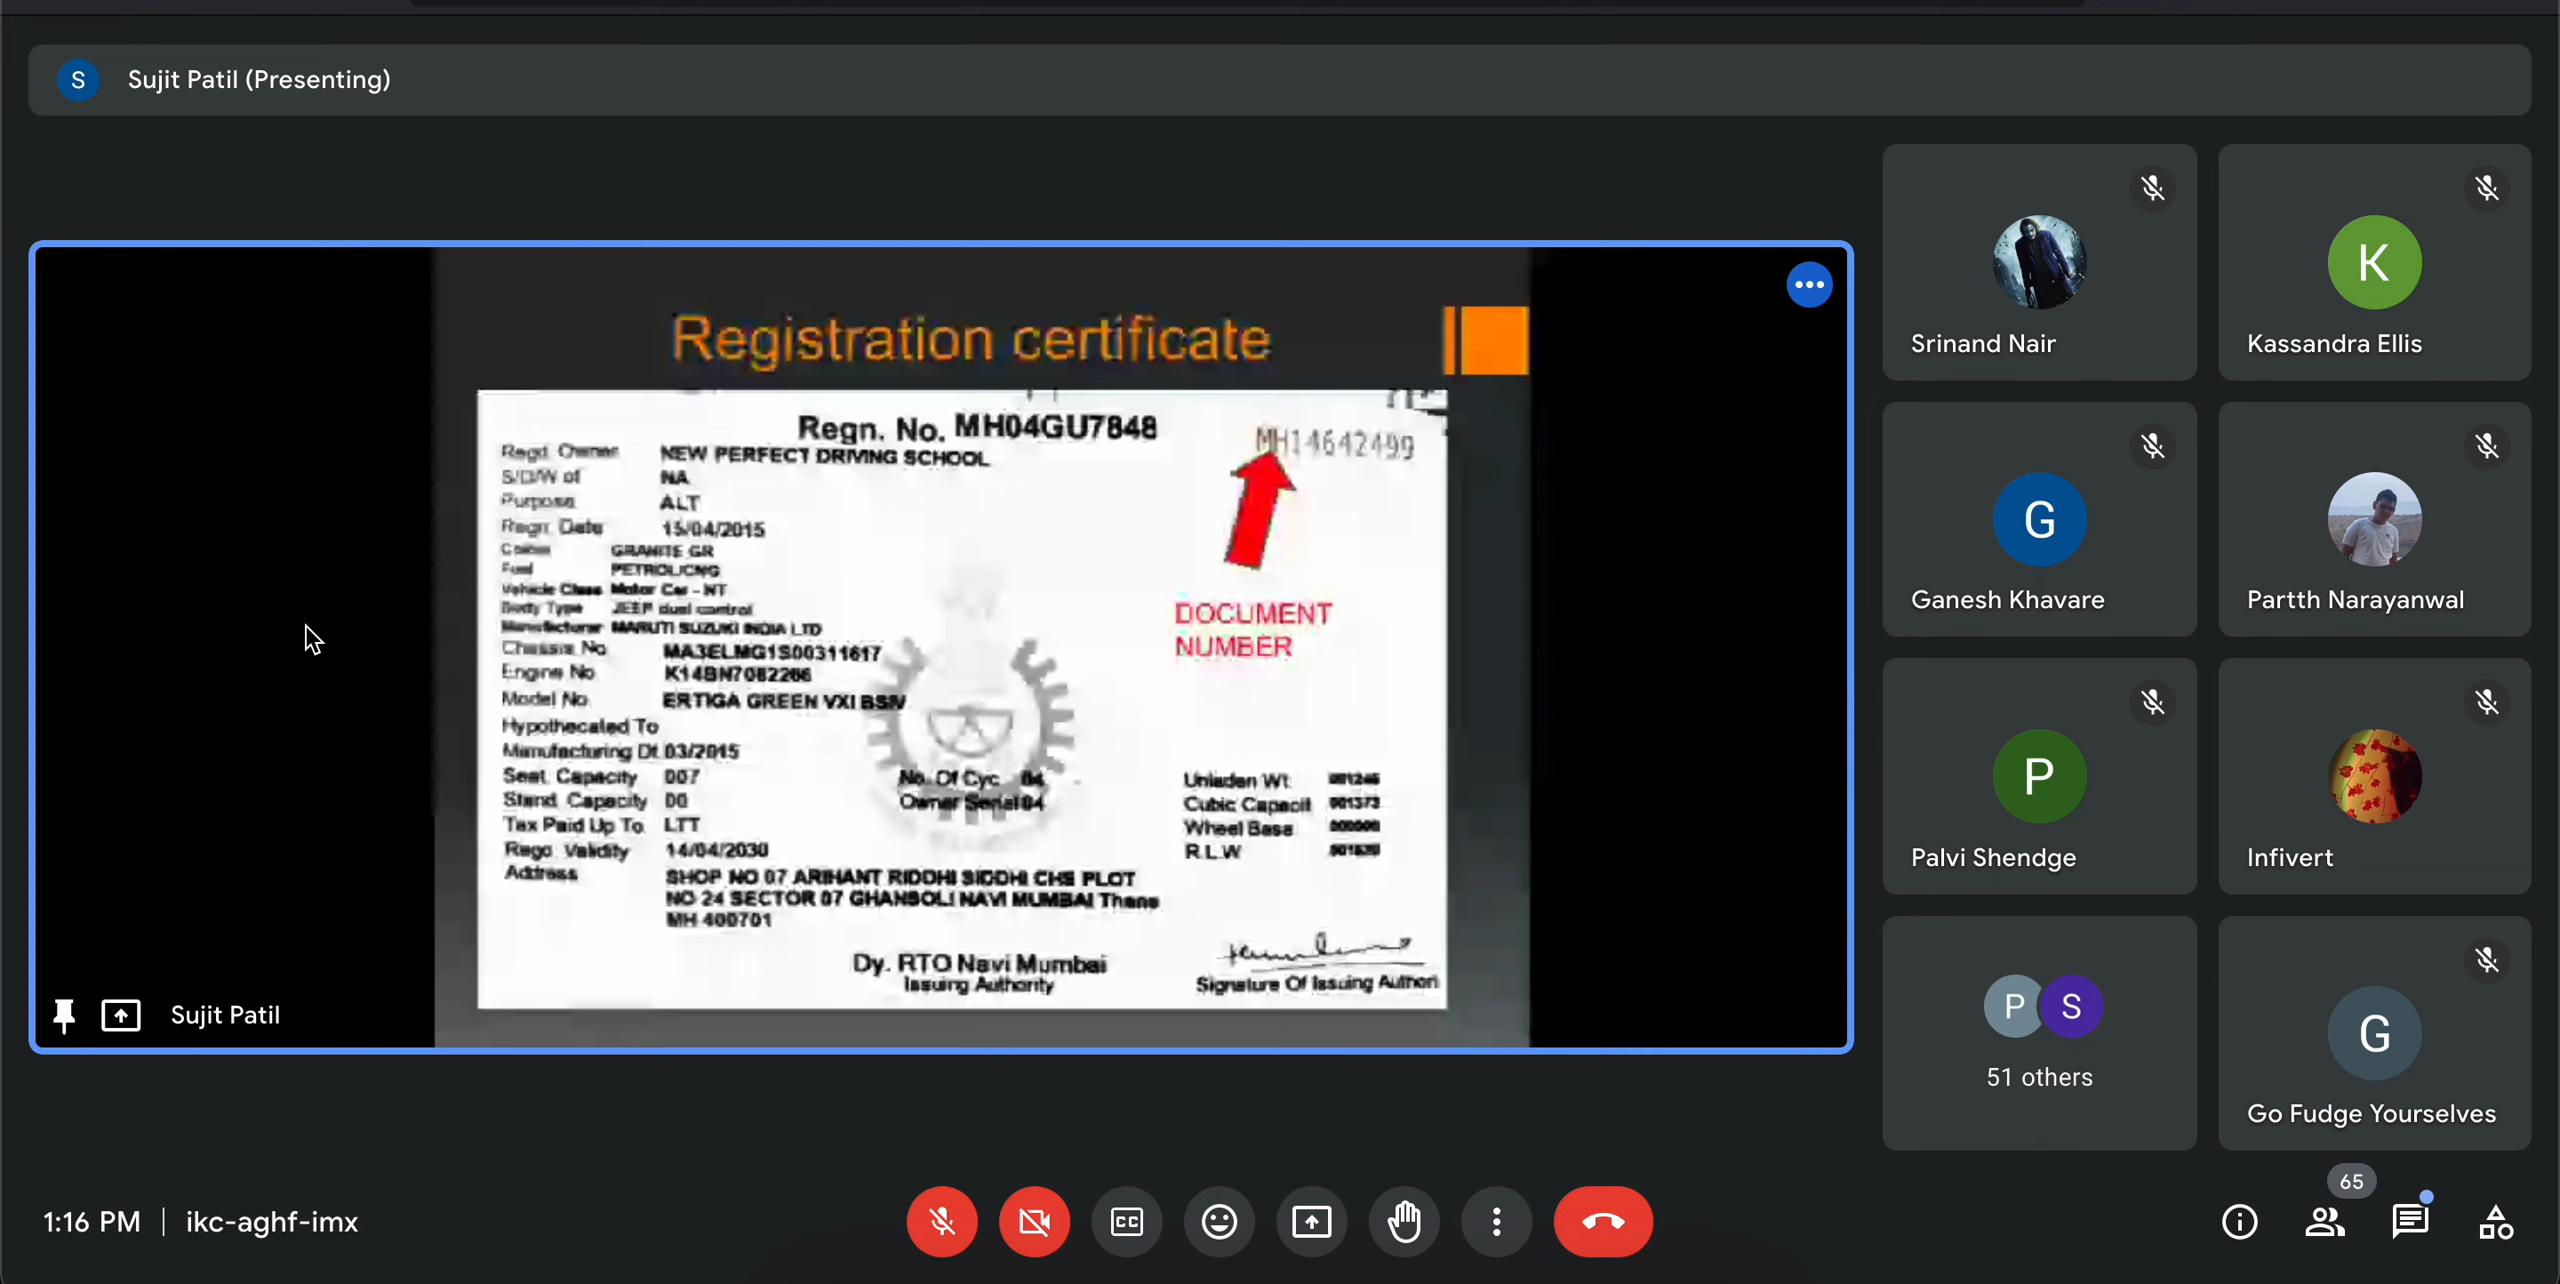 S Sujit Patil (Presenting)
Registration certificate
Regn. No. MH04GU7848
MH14642499
Regd. Owner NEW PERFECT DRIVING SCHOOL
S/D/W of NA
Purpose ALT
Regn. Date 15/04/2015
Colour GRANITE GR
Fuel PETROL/CNG
Vehicle Class Motor Car - NT
Body Type JEEP dual control
Manufacturer MARUTI SUZUKI INDIA LTD
DOCUMENT
NUMBER
Chassis No MA3ELMG1S00311617
Engine No
Model No. ERTIGA GREEN VXI BSIV
Hypothecated To
Manufacturing Dt 03/2015
Seat. Capacity 007
Stand. Capacity 00
Tax Paid Up To. LTT
Rego. Validity 14/04/2030
No. Of Cyc 04
Owner Serial 04
Unladen Wt
Cubic Capacit 001373
Wheel Base
R.L.W
Address SHOP NO 07 ARIHANT RIDDHI SIDDHI CHS PLOT
NO 24 SECTOR 07 GHANSOLI NAVI MUMBAI Thane
MH 400701
Dy. RTO Navi Mumbai
Issuing Authority
Signature Of Issuing Authori
Sujit Patil
Srinand Nair
K
Kassandra Ellis
G
Ganesh Khavare
Partth Narayanwal
P
Palvi Shendge
Infivert
P S
51 others
G
Go Fudge Yourselves
1:16 PM | ikc-aghf-imx
CC
65